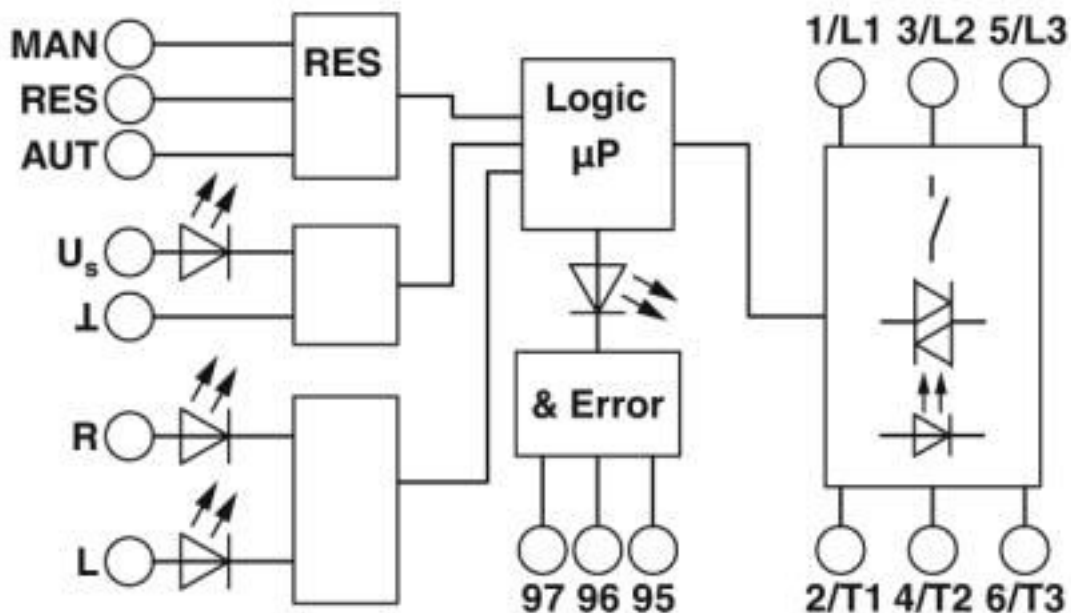 MAN
RES
AUT
RES
U_s
⊥
R
L
Logic
µP
& Error
97 96 95
1/L1 3/L2 5/L3
2/T1 4/T2 6/T3